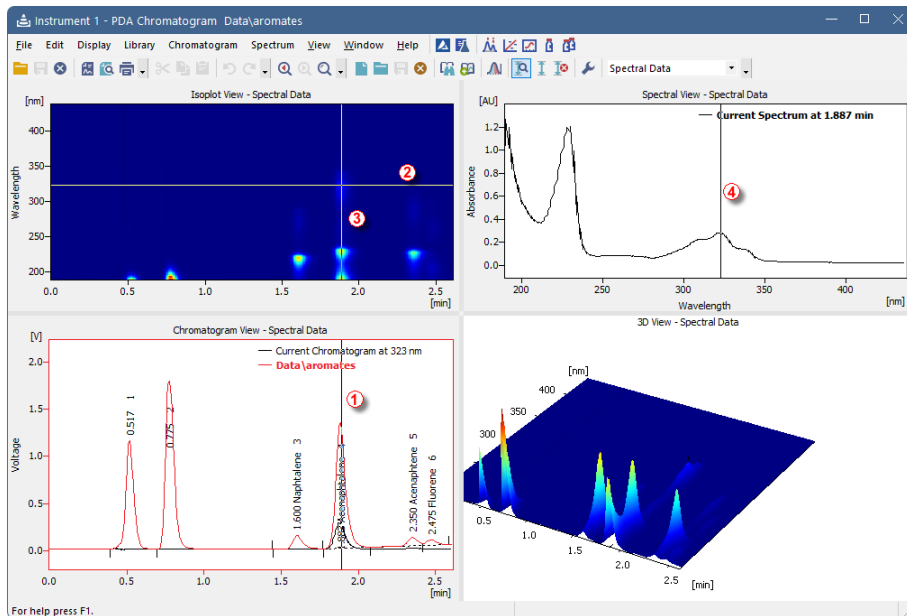 Instrument 1 - PDA Chromatogram Data\aromates
File Edit Display Library Chromatogram Spectrum View Window Help
Spectral Data
Isoplot View - Spectral Data
[nm]
Wavelength
400
350
300
250
200
0.0 0.5 1.0 1.5 2.0 2.5
[min]
2
3
Spectral View - Spectral Data
[AU]
Current Spectrum at 1.887 min
Absorbance
1.2
1.0
0.8
0.6
0.4
0.2
0.0
4
200 250 300 350 400
[nm]
Wavelength
Chromatogram View - Spectral Data
[V]
Current Chromatogram at 323 nm
Data\aromates
Voltage
2.0
1.5
1.0
0.5
0.0
1
0.517 1
0.775 2
1.600 Naphtalene 3
2.350 Acenaphtene 5
2.475 Fluorene 6
0.0 0.5 1.0 1.5 2.0 2.5
[min]
3D View - Spectral Data
[nm]
400
350
300
0.5
1.0
1.5
2.0
2.5
[min]
For help press F1.